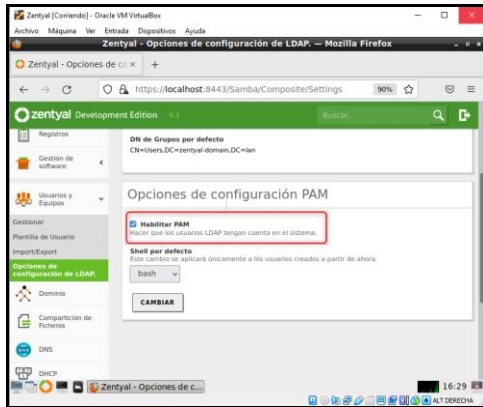 Zentyal [Corriendo] - Oracle VM VirtualBox
Archivo Máquina Ver Entrada Dispositivos Ayuda
Zentyal - Opciones de configuración de LDAP. — Mozilla Firefox
Zentyal - Opciones de co
https://localhost:8443/Samba/Composite/Settings 90%
zentyal Development Edition 6.2 Buscar...
Registros
Gestión de software
Usuarios y Equipos
Gestionar
Plantilla de Usuario
Import/Export
Opciones de configuración de LDAP.
Dominio
Compartición de Ficheros
DNS
DHCP
DN de Grupos por defecto
CN=Users,DC=zentyal-domain,DC=lan
Opciones de configuración PAM
Habilitar PAM
Hacer que los usuarios LDAP tengan cuenta en el sistema.
Shell por defecto
Este cambio se aplicará únicamente a los usuarios creados a partir de ahora.
bash
CAMBIAR
Zentyal - Opciones de c...
16:29
ALT DERECHA